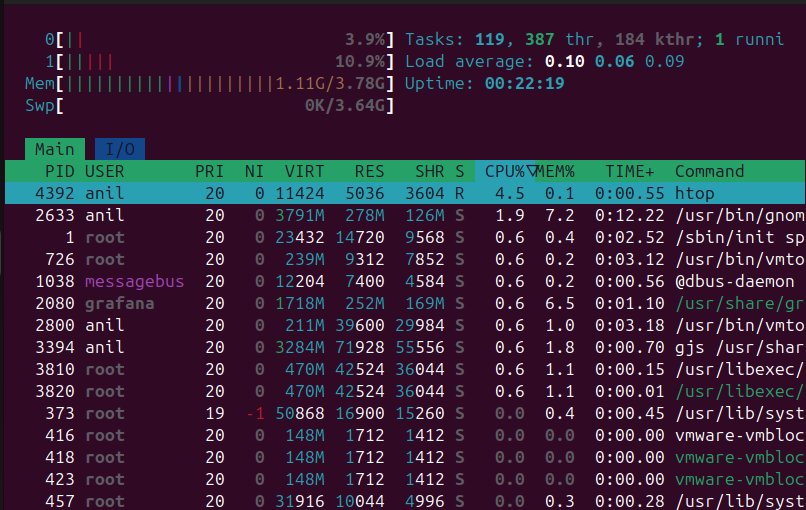 0[|| 3.9%] Tasks: 119, 387 thr, 184 kthr; 1 runni
1[||||| 10.9%] Load average: 0.10 0.06 0.09
Mem[|||||||||||||||||||||1.11G/3.78G] Uptime: 00:22:19
Swp[ 0K/3.64G]
Main I/O
PID USER PRI NI VIRT RES SHR S CPU%▽MEM% TIME+ Command
4392 anil 20 0 11424 5036 3604 R 4.5 0.1 0:00.55 htop
2633 anil 20 0 3791M 278M 126M S 1.9 7.2 0:12.22 /usr/bin/gnom
1 root 20 0 23432 14720 9568 S 0.6 0.4 0:02.52 /sbin/init sp
726 root 20 0 239M 9312 7852 S 0.6 0.2 0:03.12 /usr/bin/vmto
1038 messagebus 20 0 12204 7400 4584 S 0.6 0.2 0:00.56 @dbus-daemon
2080 grafana 20 0 1718M 252M 169M S 0.6 6.5 0:01.10 /usr/share/gr
2800 anil 20 0 211M 39600 29984 S 0.6 1.0 0:03.18 /usr/bin/vmto
3394 anil 20 0 3284M 71928 55556 S 0.6 1.8 0:00.70 gjs /usr/shar
3810 root 20 0 470M 42524 36044 S 0.6 1.1 0:00.15 /usr/libexec/
3820 root 20 0 470M 42524 36044 S 0.6 1.1 0:00.01 /usr/libexec/
373 root 19 -1 50868 16900 15260 S 0.0 0.4 0:00.45 /usr/lib/syst
416 root 20 0 148M 1712 1412 S 0.0 0.0 0:00.00 vmware-vmbloc
418 root 20 0 148M 1712 1412 S 0.0 0.0 0:00.00 vmware-vmbloc
423 root 20 0 148M 1712 1412 S 0.0 0.0 0:00.00 vmware-vmbloc
457 root 20 0 31916 10044 4996 S 0.0 0.3 0:00.28 /usr/lib/syst